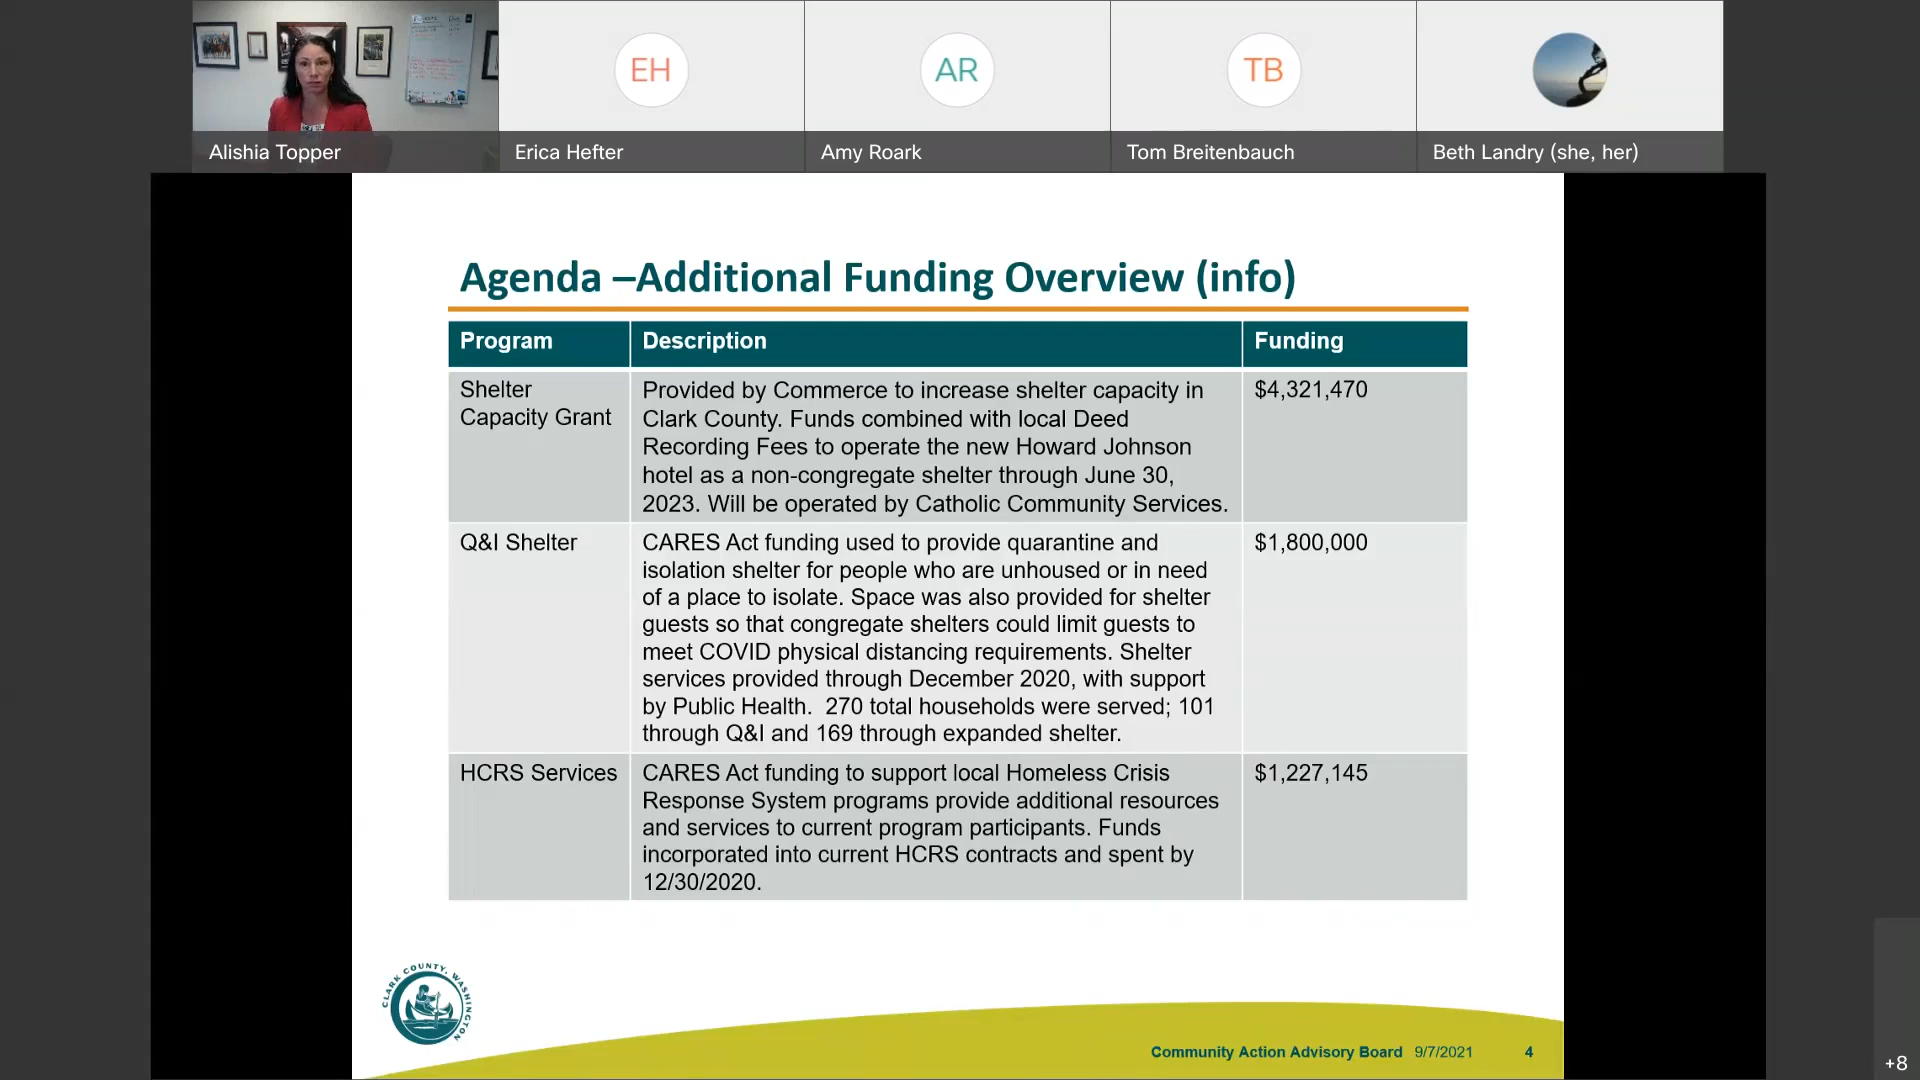 Alishia Topper
EH
Erica Hefter
AR
Amy Roark
TB
Tom Breitenbauch
Beth Landry (she, her)
Agenda –Additional Funding Overview (info)
Program
Description
Funding
Shelter
Capacity Grant
Provided by Commerce to increase shelter capacity in
Clark County. Funds combined with local Deed
Recording Fees to operate the new Howard Johnson
hotel as a non-congregate shelter through June 30,
2023. Will be operated by Catholic Community Services.
$4,321,470
Q&I Shelter
CARES Act funding used to provide quarantine and
isolation shelter for people who are unhoused or in need
of a place to isolate. Space was also provided for shelter
guests so that congregate shelters could limit guests to
meet COVID physical distancing requirements. Shelter
services provided through December 2020, with support
by Public Health.  270 total households were served; 101
through Q&I and 169 through expanded shelter.
$1,800,000
HCRS Services
CARES Act funding to support local Homeless Crisis
Response System programs provide additional resources
and services to current program participants. Funds
incorporated into current HCRS contracts and spent by
12/30/2020.
$1,227,145
CLARK COUNTY, WASHINGTON
Community Action Advisory Board 9/7/2021 4
+8